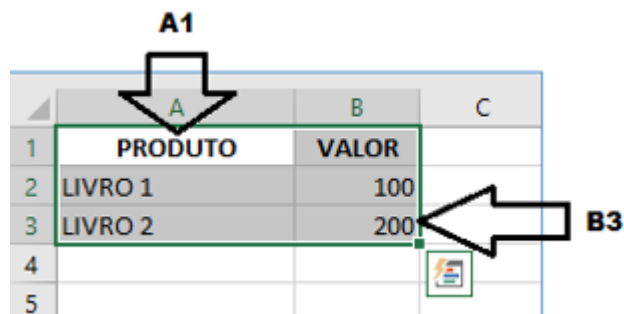 A1
A B C
1 PRODUTO VALOR
2 LIVRO 1 100
3 LIVRO 2 200
B3
4
5